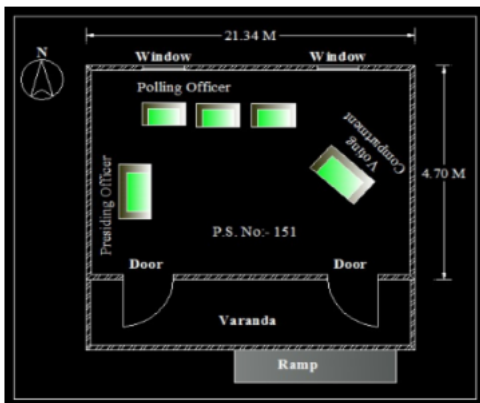 21.34 M
N
Window Window
Polling Officer
Voting
Compartment
4.70 M
Presiding Officer
P.S. No:- 151
Door Door
Varanda
Ramp